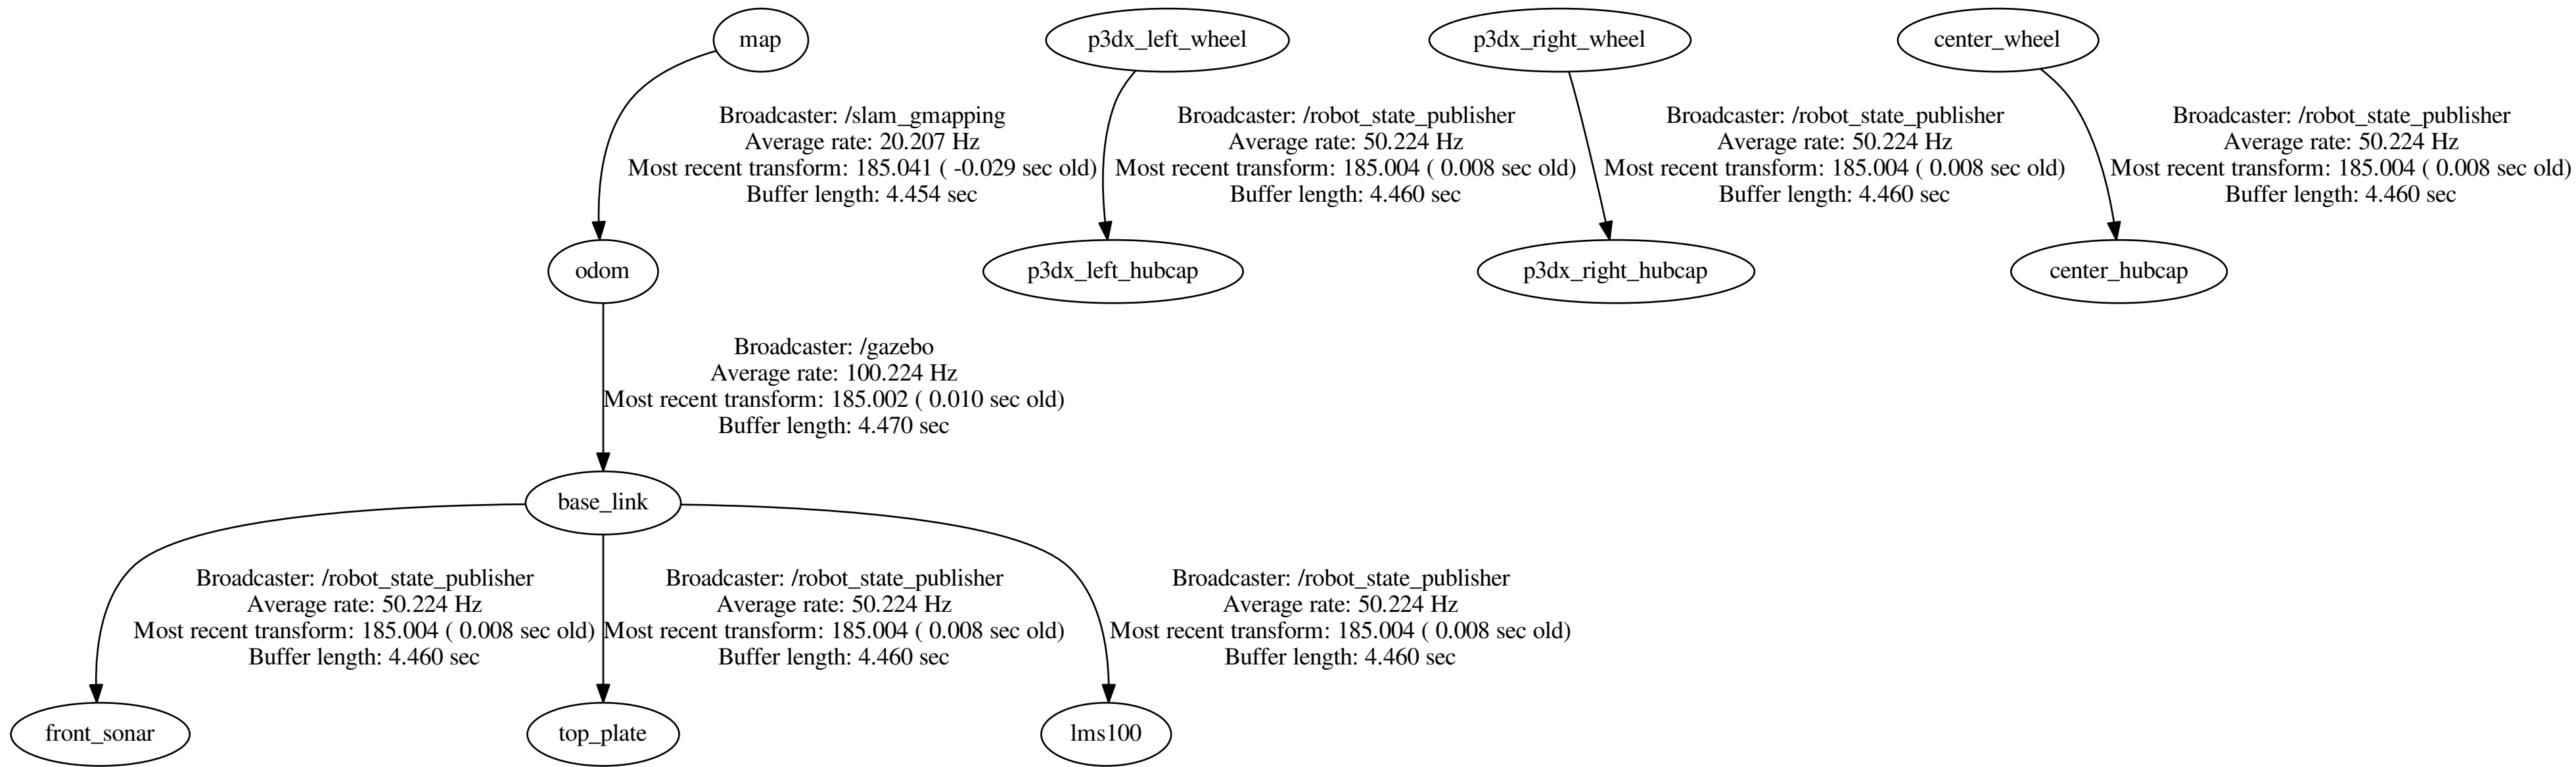 map
p3dx_left_wheel
p3dx_right_wheel
center_wheel
Broadcaster: /slam_gmapping
Average rate: 20.207 Hz
Most recent transform: 185.041 ( -0.029 sec old)
Buffer length: 4.454 sec
Broadcaster: /robot_state_publisher
Average rate: 50.224 Hz
Most recent transform: 185.004 ( 0.008 sec old)
Buffer length: 4.460 sec
Broadcaster: /robot_state_publisher
Average rate: 50.224 Hz
Most recent transform: 185.004 ( 0.008 sec old)
Buffer length: 4.460 sec
Broadcaster: /robot_state_publisher
Average rate: 50.224 Hz
Most recent transform: 185.004 ( 0.008 sec old)
Buffer length: 4.460 sec
odom
p3dx_left_hubcap
p3dx_right_hubcap
center_hubcap
Broadcaster: /gazebo
Average rate: 100.224 Hz
Most recent transform: 185.002 ( 0.010 sec old)
Buffer length: 4.470 sec
base_link
Broadcaster: /robot_state_publisher
Average rate: 50.224 Hz
Most recent transform: 185.004 ( 0.008 sec old)
Buffer length: 4.460 sec
Broadcaster: /robot_state_publisher
Average rate: 50.224 Hz
Most recent transform: 185.004 ( 0.008 sec old)
Buffer length: 4.460 sec
Broadcaster: /robot_state_publisher
Average rate: 50.224 Hz
Most recent transform: 185.004 ( 0.008 sec old)
Buffer length: 4.460 sec
front_sonar
top_plate
lms100